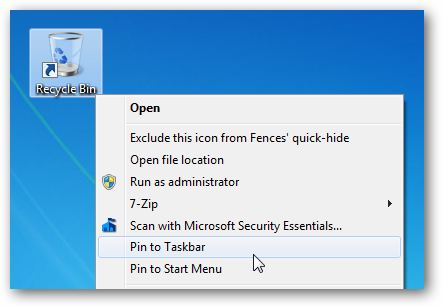 Recycle Bin
Open
Exclude this icon from Fences' quick-hide
Open file location
Run as administrator
7-Zip
Scan with Microsoft Security Essentials...
Pin to Taskbar
Pin to Start Menu